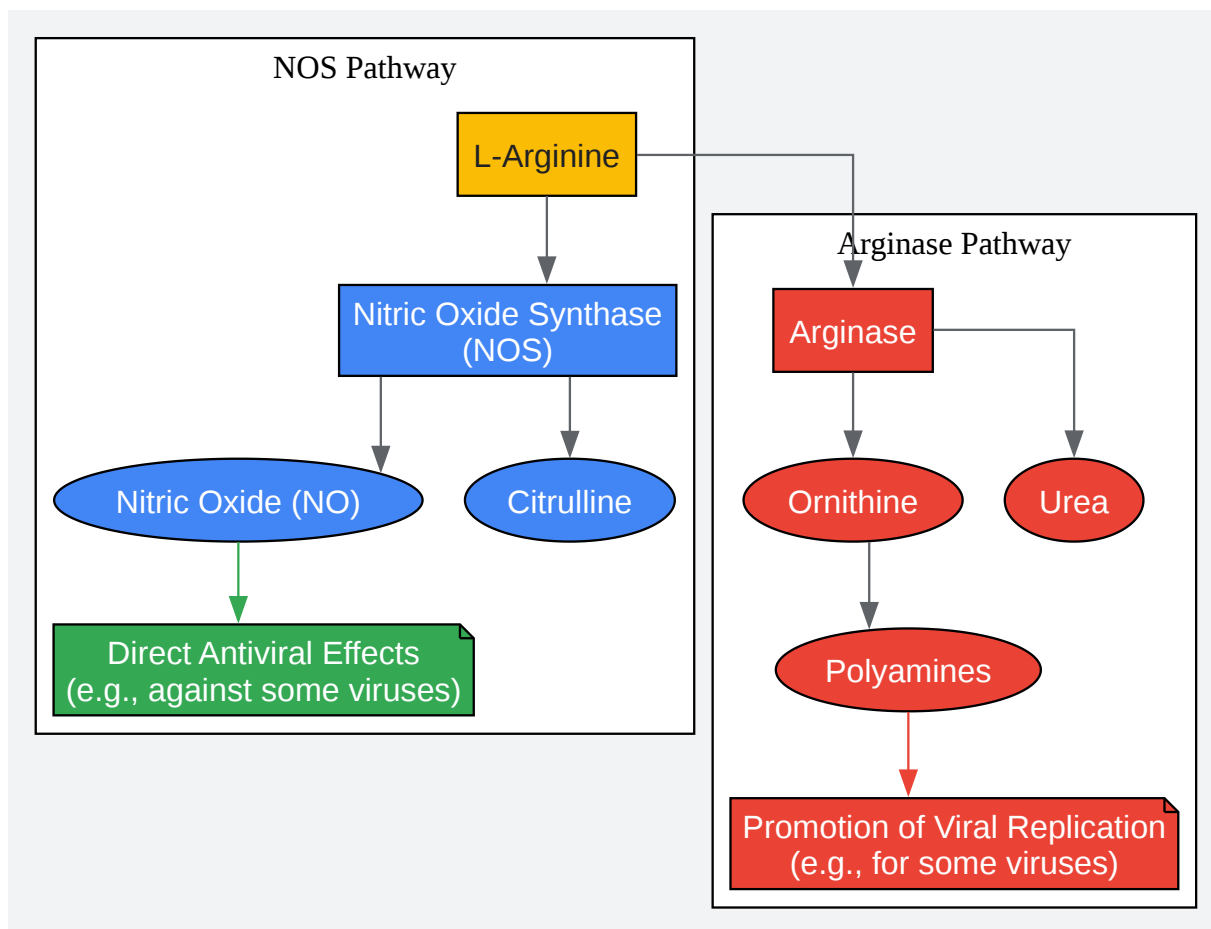 NOS Pathway
L-Arginine
Nitric Oxide Synthase
(NOS)
Nitric Oxide (NO)
Citrulline
Direct Antiviral Effects
(e.g., against some viruses)
Arginase Pathway
Arginase
Ornithine
Urea
Polyamines
Promotion of Viral Replication
(e.g., for some viruses)